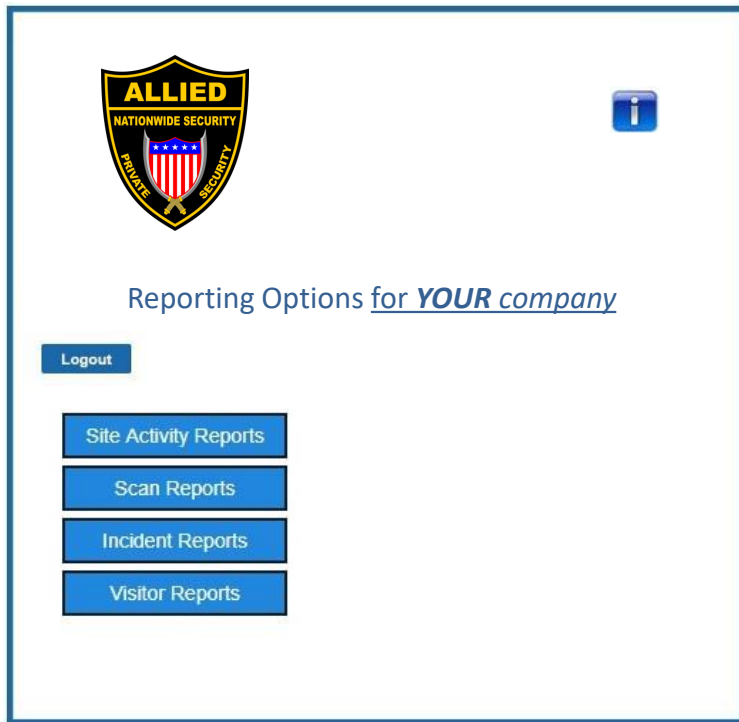 ALLIED
NATIONWIDE SECURITY
PRIVATE
SECURITY
i
Reporting Options for YOUR company
Logout
Site Activity Reports
Scan Reports
Incident Reports
Visitor Reports